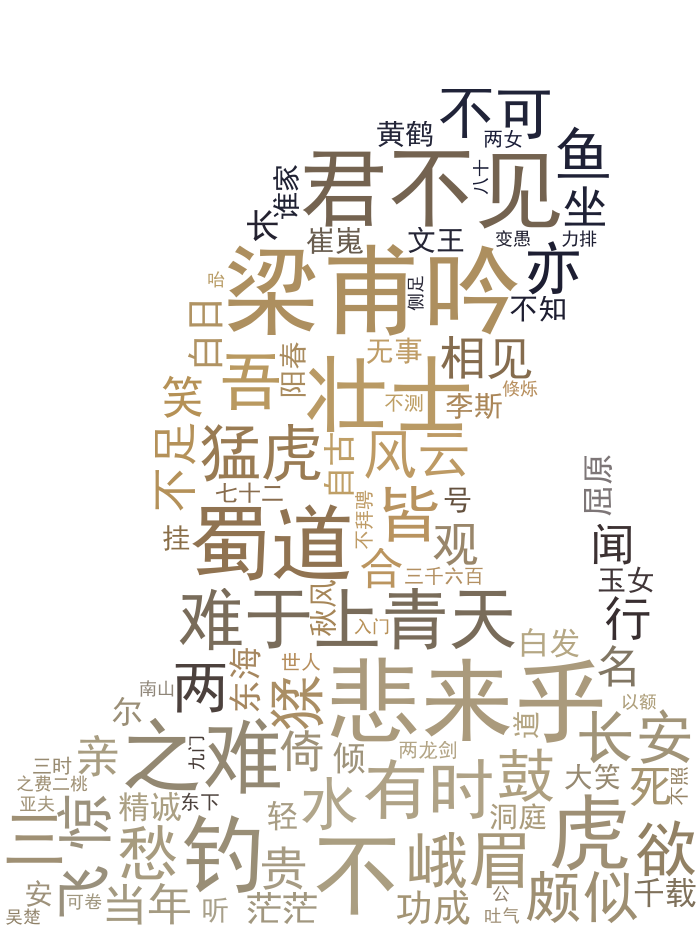 不可
黄鹤
两女
鱼
君不见
八十
谁家
坐
长
崔嵬
文王
变愚
力排
亦
梁甫吟
咍
侧足
不知
白日
无事
相见
阳春
吾
壮士
笑
不测
李斯
倏烁
不足
猛虎
自古
风云
屈原
七十二
不拜骋
皆
号
挂
蜀道
观
闻
合
三千六百
玉女
秋风
难于上青天
入门
行
白发
名
世人
东海
两
南山
猱
悲来乎
以额
尔
道
长安
之难
九门
亲
倚
倾
两龙剑
三时
之费二桃
有时
鼓
大笑
死
不照
亚夫
惊
精诚
东下
轻
水
洞庭
虎
三
愁
钓
贵
不
峨眉
欲
飞
安
可卷
当年
听
茫茫
功成
公
颇似
千载
吴楚
吐气